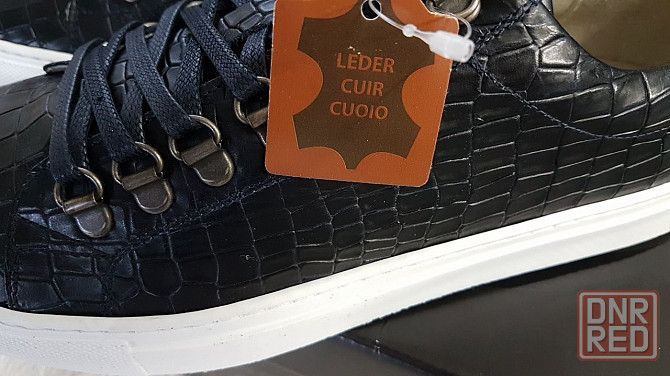 LEDER
CUIR
CUOIO
DNR
RED